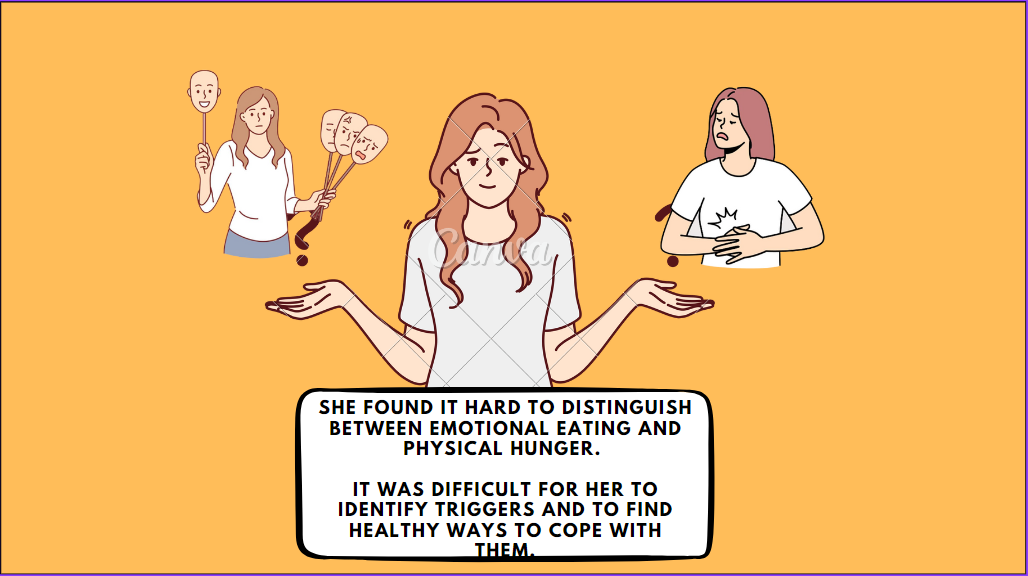 Canva
SHE FOUND IT HARD TO DISTINGUISH
BETWEEN EMOTIONAL EATING AND
PHYSICAL HUNGER.
IT WAS DIFFICULT FOR HER TO
IDENTIFY TRIGGERS AND TO FIND
HEALTHY WAYS TO COPE WITH
THEM.